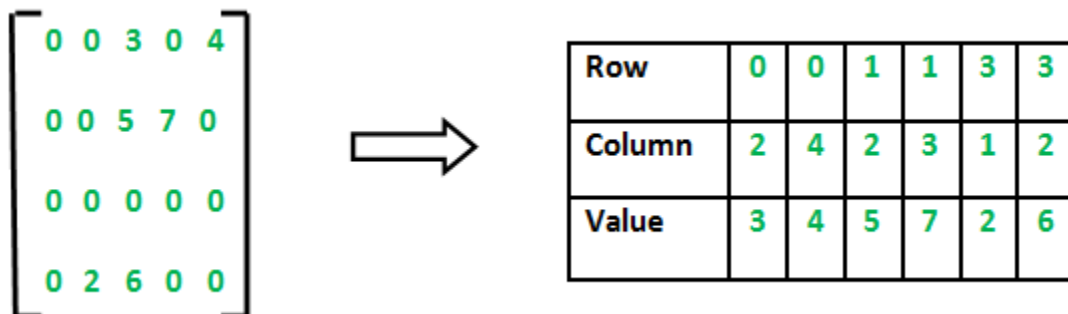 0 0 3 0 4
0 0 5 7 0
0 0 0 0 0
0 2 6 0 0
Row 0 0 1 1 3 3
Column 2 4 2 3 1 2
Value 3 4 5 7 2 6